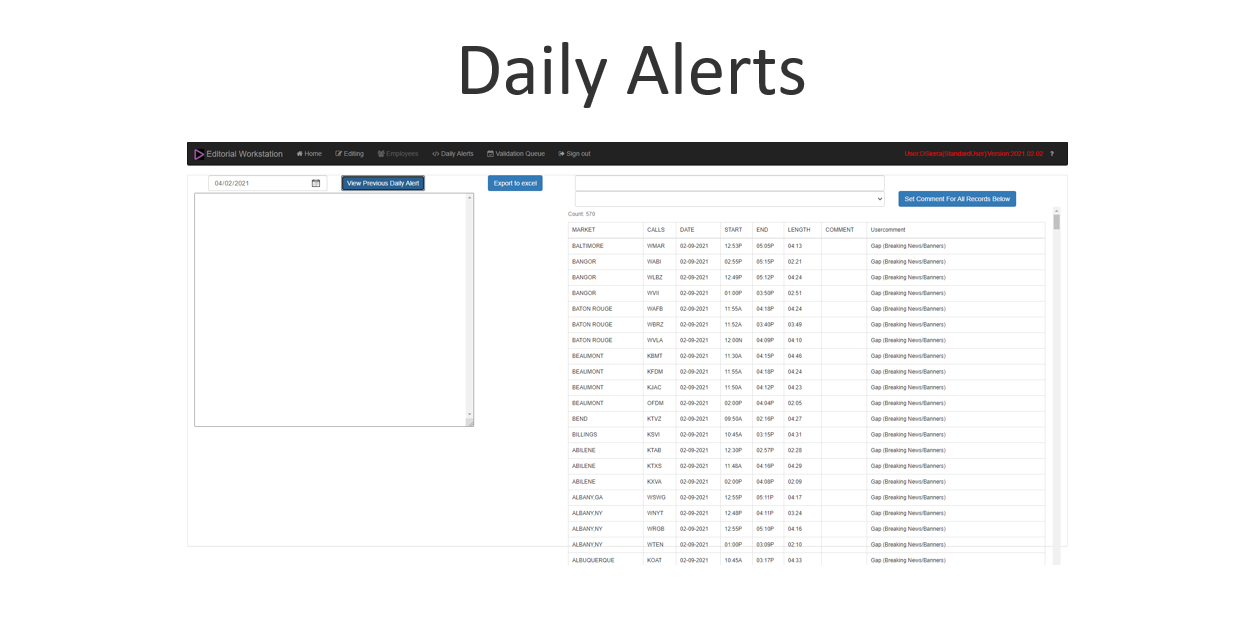 Daily Alerts
Editorial Workstation Home Editing Employees Daily Alerts Validation Queue Sign out ?
04/02/2021 View Previous Daily Alert Export to excel
Set Comment For All Records Below
Count: 570
MARKET CALLS DATE START END LENGTH COMMENT Usercomment
BALTIMORE WMAR 02-09-2021 12:53P 05:05P 04:13 Gap (Breaking News/Banners)
BANGOR WABI 02-09-2021 02:55P 05:15P 02:21 Gap (Breaking News/Banners)
BANGOR WLBZ 02-09-2021 12:49P 05:12P 04:24 Gap (Breaking News/Banners)
BANGOR WVII 02-09-2021 01:00P 03:50P 02:51 Gap (Breaking News/Banners)
BATON ROUGE WAFB 02-09-2021 11:55A 04:18P 04:24 Gap (Breaking News/Banners)
BATON ROUGE WBRZ 02-09-2021 11:52A 03:40P 03:49 Gap (Breaking News/Banners)
BATON ROUGE WVLA 02-09-2021 12:00N 04:09P 04:10 Gap (Breaking News/Banners)
BEAUMONT KBMT 02-09-2021 11:30A 04:15P 04:46 Gap (Breaking News/Banners)
BEAUMONT KFDM 02-09-2021 11:55A 04:18P 04:24 Gap (Breaking News/Banners)
BEAUMONT KJAC 02-09-2021 11:50A 04:12P 04:23 Gap (Breaking News/Banners)
BEAUMONT OFDM 02-09-2021 02:00P 04:04P 02:05 Gap (Breaking News/Banners)
BEND KTVZ 02-09-2021 09:50A 02:16P 04:27 Gap (Breaking News/Banners)
BILLINGS KSVI 02-09-2021 10:45A 03:15P 04:31 Gap (Breaking News/Banners)
ABILENE KTAB 02-09-2021 12:30P 02:57P 02:28 Gap (Breaking News/Banners)
ABILENE KTXS 02-09-2021 11:48A 04:16P 04:29 Gap (Breaking News/Banners)
ABILENE KXVA 02-09-2021 02:00P 04:08P 02:09 Gap (Breaking News/Banners)
ALBANY,GA WSWG 02-09-2021 12:55P 05:11P 04:17 Gap (Breaking News/Banners)
ALBANY,NY WNYT 02-09-2021 12:48P 04:11P 03:24 Gap (Breaking News/Banners)
ALBANY,NY WRGB 02-09-2021 12:55P 05:10P 04:16 Gap (Breaking News/Banners)
ALBANY,NY WTEN 02-09-2021 01:00P 03:09P 02:10 Gap (Breaking News/Banners)
ALBUQUERQUE KOAT 02-09-2021 10:45A 03:17P 04:33 Gap (Breaking News/Banners)